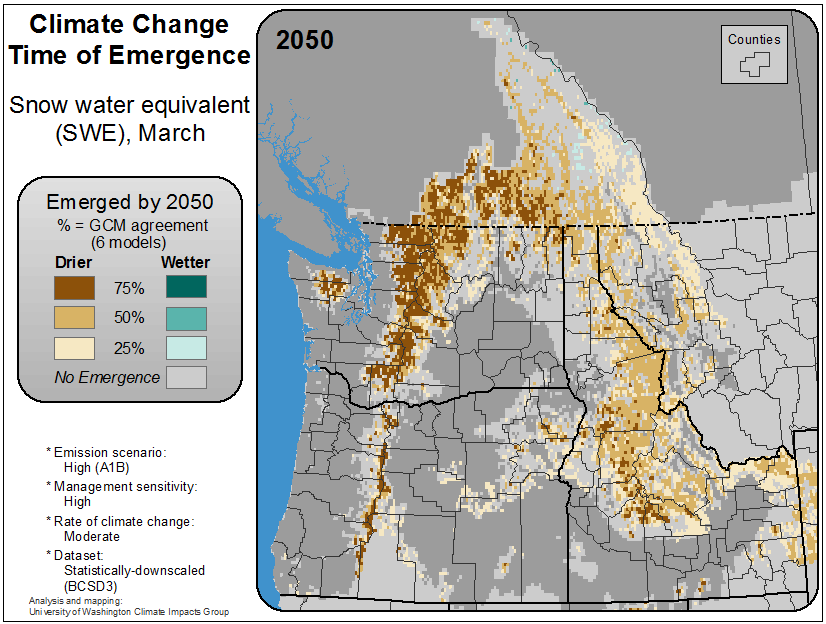 Climate Change
Time of Emergence
Snow water equivalent
(SWE), March
Emerged by 2050
% = GCM agreement
(6 models)
Drier
Wetter
75%
50%
25%
No Emergence
* Emission scenario:
High (A1B)
* Management sensitivity:
High
* Rate of climate change:
Moderate
* Dataset:
Statistically-downscaled
(BCSD3)
Analysis and mapping:
University of Washington Climate Impacts Group
2050
Counties